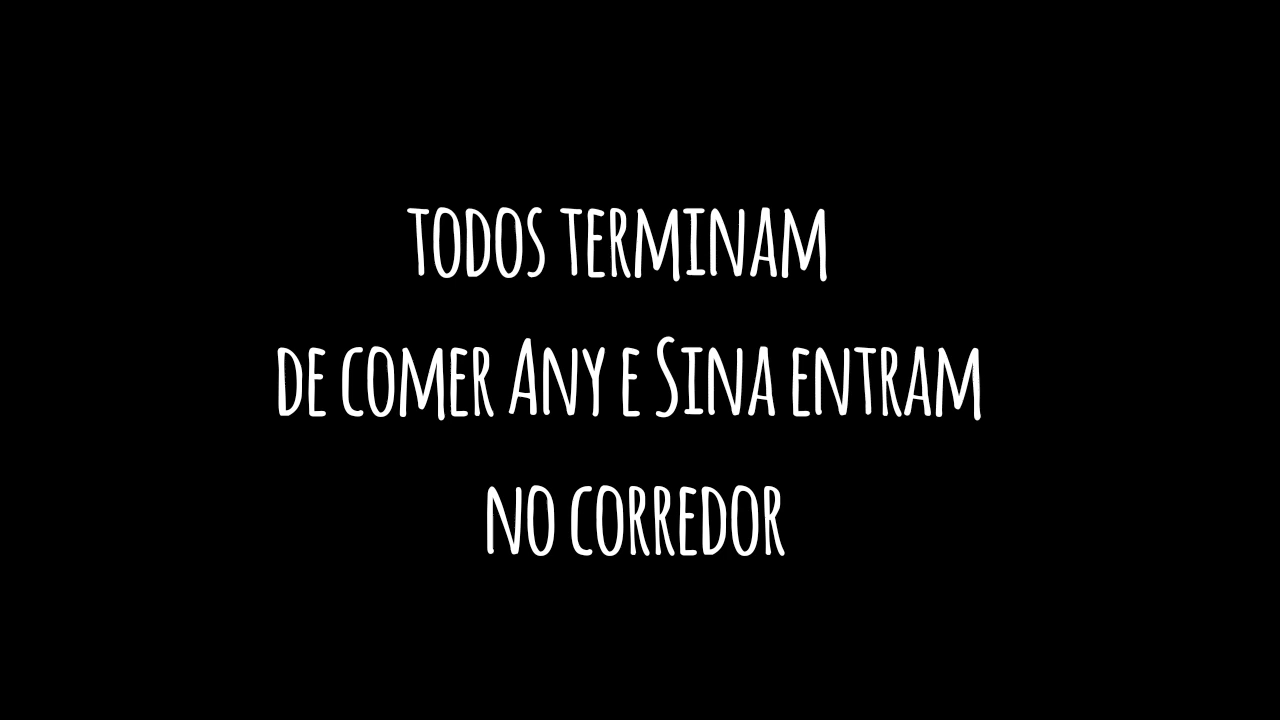 TODOS TERMINAM
DE COMER ANY E SINA ENTRAM
NO CORREDOR